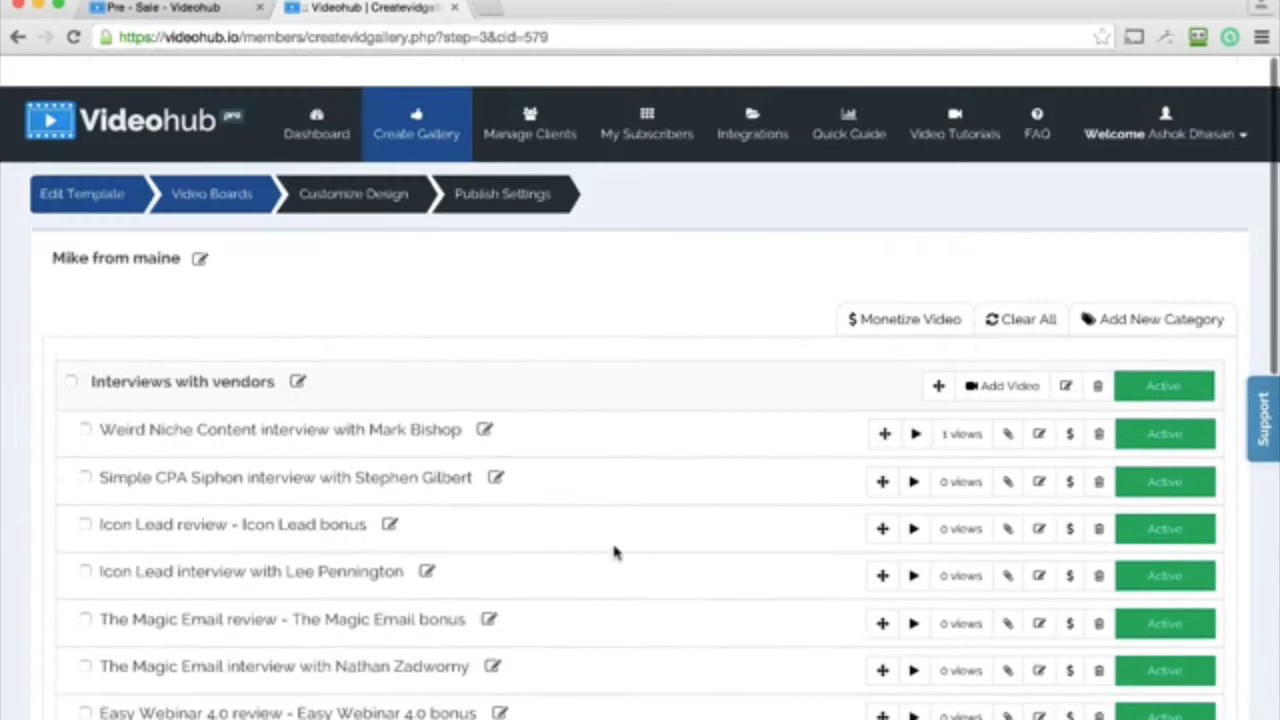 Pre - Sale - Videohub
:: Videohub | Createvidgall
https://videohub.io/members/createvidgallery.php?step=3&cid=579
Videohub pro
Dashboard
Create Gallery
Manage Clients
My Subscribers
Integrations
Quick Guide
Video Tutorials
FAQ
Welcome Ashok Dhasan
Edit Template
Video Boards
Customize Design
Publish Settings
Mike from maine
$ Monetize Video
Clear All
Add New Category
Interviews with vendors
Add Video
Active
Weird Niche Content interview with Mark Bishop
1 views
$
Active
Simple CPA Siphon interview with Stephen Gilbert
0 views
$
Active
Icon Lead review - Icon Lead bonus
0 views
$
Active
Icon Lead interview with Lee Pennington
0 views
$
Active
The Magic Email review - The Magic Email bonus
0 views
$
Active
The Magic Email interview with Nathan Zadworny
0 views
$
Active
Easy Webinar 4.0 review - Easy Webinar 4.0 bonus
0 views
$
Active
Support